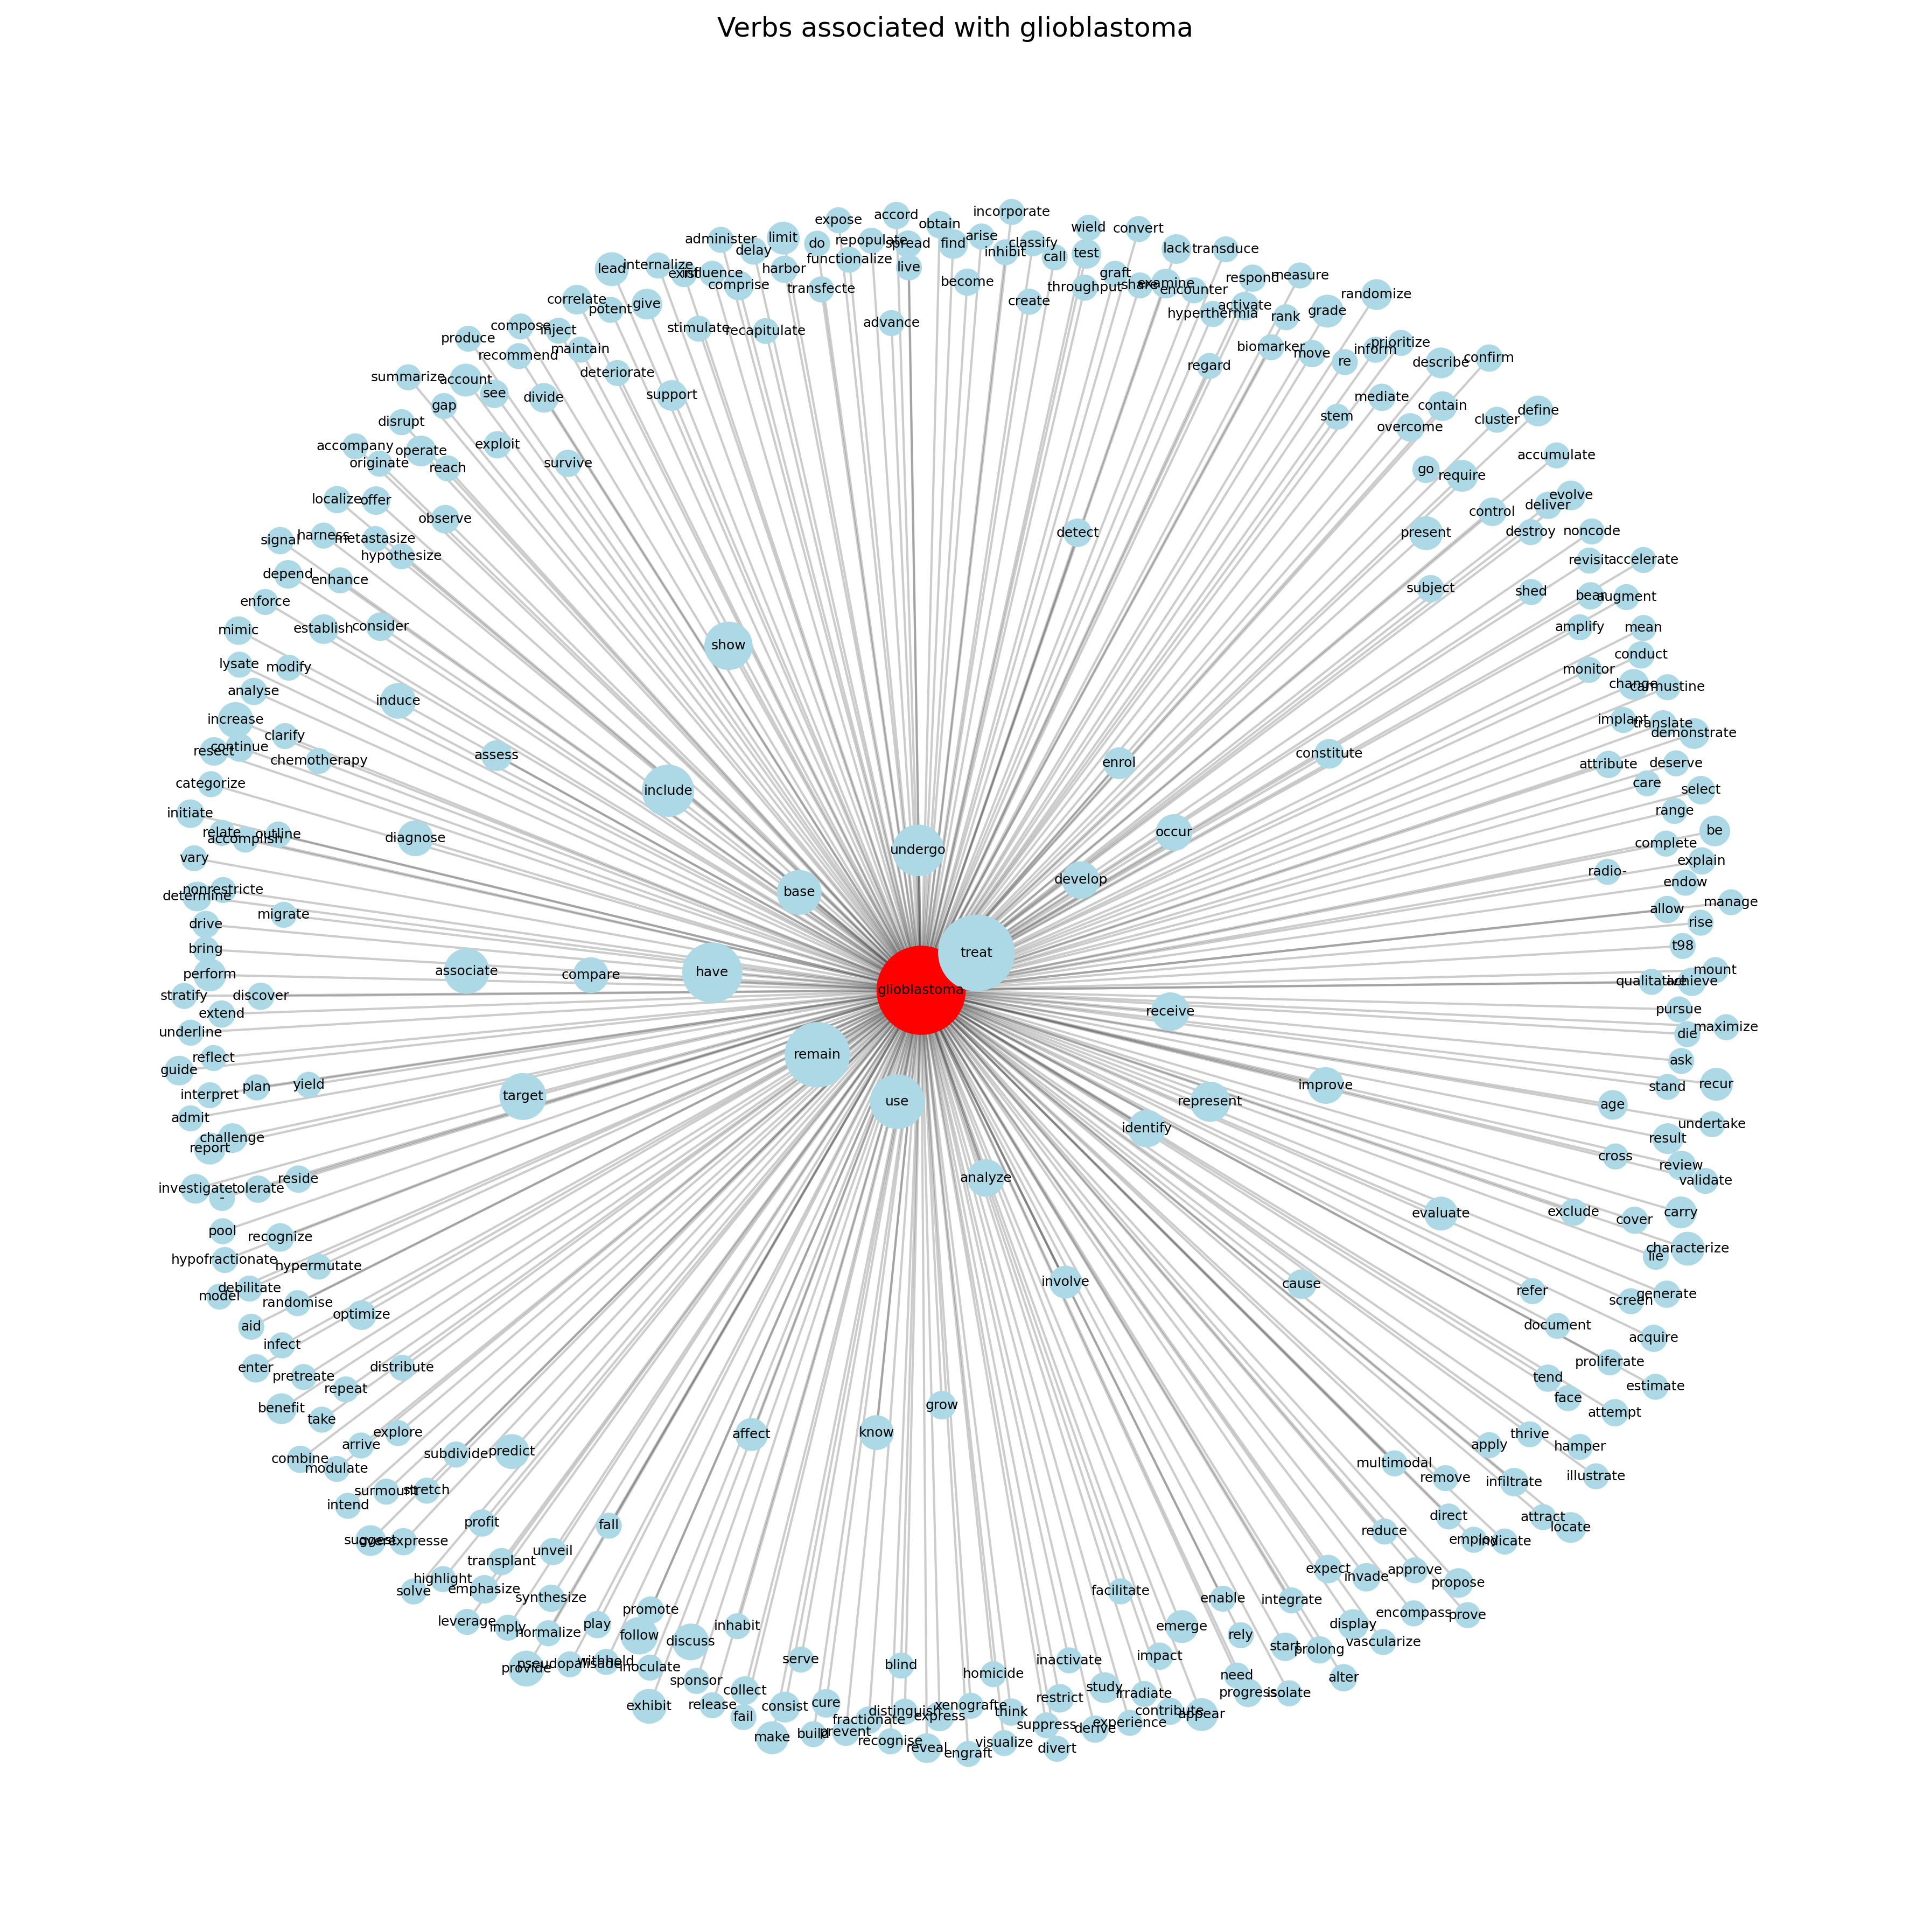 Verbs associated with glioblastoma
incorporate
accord
expose
obtain
wield
convert
arise
limit
administer
repopulate
do
spread
find
classify
lack
transduce
delay
inhibit
test
call
functionalize
internalize
lead
harbor
live
influence
exist
graft
measure
respond
become
comprise
transfecte
throughput
share
examine
encounter
randomize
correlate
give
potent
create
activate
hyperthermia
grade
rank
advance
compose
inject
stimulate
recapitulate
produce
prioritize
biomarker
inform
maintain
recommend
move
confirm
re
describe
regard
deteriorate
summarize
account
see
divide
support
mediate
gap
contain
define
stem
cluster
disrupt
overcome
accompany
exploit
operate
accumulate
originate
survive
reach
go
require
evolve
localize
offer
deliver
control
observe
noncode
destroy
present
detect
harness
signal
metastasize
hypothesize
revisit
accelerate
depend
enhance
subject
shed
bear
augment
enforce
mimic
establish
consider
amplify
mean
show
conduct
lysate
modify
monitor
change
carmustine
analyse
induce
increase
implant
translate
clarify
demonstrate
resect
continue
assess
constitute
chemotherapy
enrol
attribute
deserve
categorize
care
select
include
initiate
range
relate
outline
accomplish
diagnose
occur
be
complete
undergo
vary
explain
radio-
develop
endow
nonrestricte
determine
base
manage
allow
migrate
drive
rise
t98
bring
treat
perform
associate
compare
have
mount
qualitative
achieve
glioblastoma
stratify
discover
extend
receive
pursue
underline
maximize
die
reflect
remain
ask
guide
recur
plan
yield
interpret
target
improve
stand
use
represent
age
admit
undertake
identify
challenge
report
result
cross
review
validate
reside
analyze
investigate
tolerate
-
carry
evaluate
exclude
cover
pool
recognize
characterize
lie
hypofractionate
hypermutate
involve
cause
debilitate
model
refer
generate
screen
randomise
optimize
aid
document
acquire
infect
enter
distribute
proliferate
pretreate
tend
repeat
estimate
face
benefit
grow
attempt
take
explore
know
affect
thrive
arrive
apply
hamper
subdivide
predict
combine
modulate
multimodal
remove
illustrate
infiltrate
surmount
stretch
intend
direct
attract
profit
fall
reduce
locate
suggest
overexpresse
employ
indicate
unveil
transplant
expect
approve
invade
highlight
propose
solve
emphasize
facilitate
synthesize
enable
integrate
promote
encompass
prove
leverage
imply
play
inhabit
emerge
display
normalize
follow
discuss
rely
vascularize
start
prolong
serve
impact
inactivate
blind
pseudopalisade
withhold
provide
inoculate
homicide
need
alter
sponsor
study
collect
irradiate
progress
isolate
exhibit
release
consist
cure
restrict
xenografte
distinguish
think
contribute
appear
fail
express
fractionate
experience
suppress
derive
build
prevent
make
recognise
visualize
reveal
divert
engraft